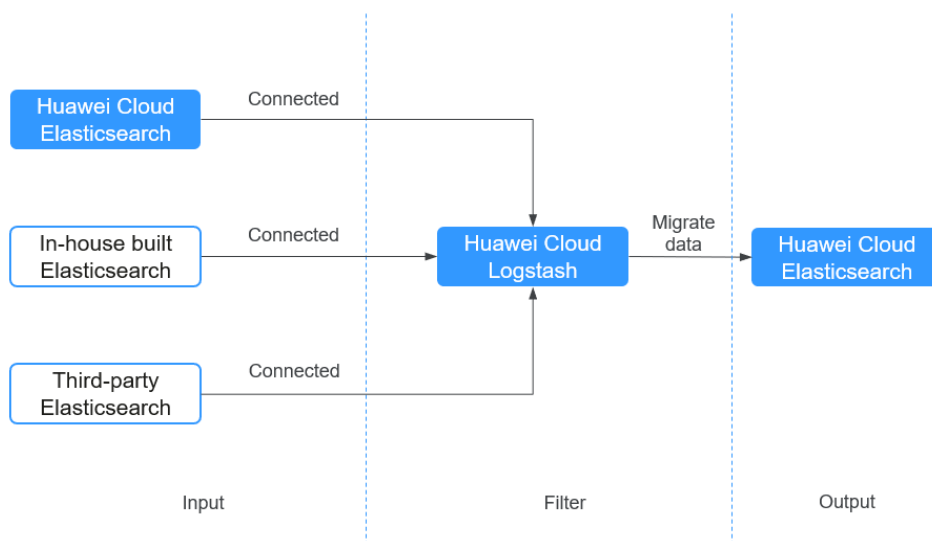 Huawei Cloud
Elasticsearch
Connected
In-house built
Elasticsearch
Connected
Huawei Cloud
Logstash
Migrate
data
Huawei Cloud
Elasticsearch
Third-party
Elasticsearch
Connected
Input
Filter
Output